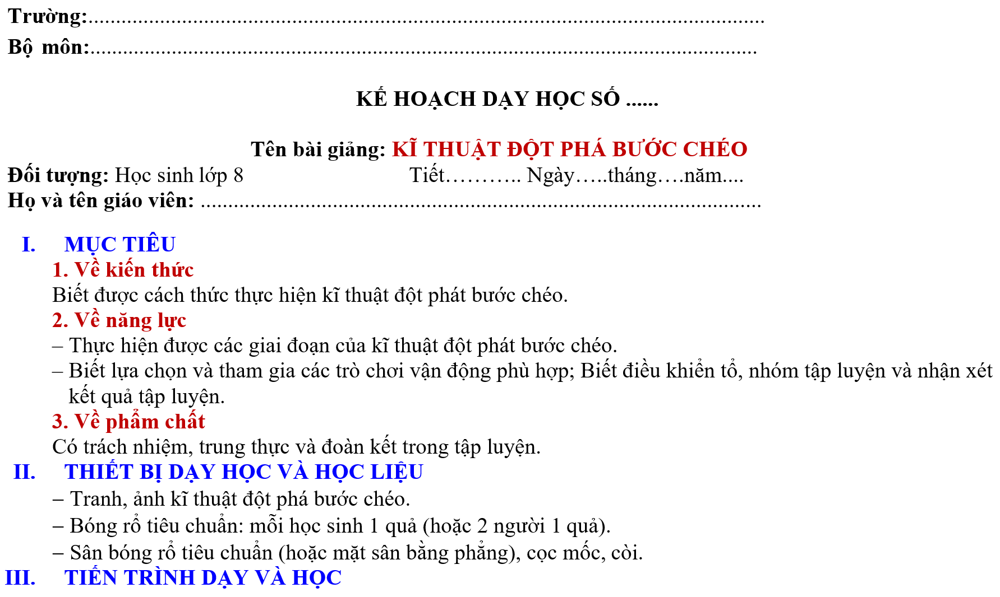 Trường:...........................................................................................................................
Bộ môn:.........................................................................................................................
KẾ HOẠCH DẠY HỌC SỐ ......
Tên bài giảng: KĨ THUẬT ĐỘT PHÁ BƯỚC CHÉO
Đối tượng: Học sinh lớp 8 Tiết……….. Ngày…..tháng….năm....
Họ và tên giáo viên: ......................................................................................................
I. MỤC TIÊU
1. Về kiến thức
Biết được cách thức thực hiện kĩ thuật đột phát bước chéo.
2. Về năng lực
– Thực hiện được các giai đoạn của kĩ thuật đột phát bước chéo.
– Biết lựa chọn và tham gia các trò chơi vận động phù hợp; Biết điều khiển tổ, nhóm tập luyện và nhận xét
kết quả tập luyện.
3. Về phẩm chất
Có trách nhiệm, trung thực và đoàn kết trong tập luyện.
II. THIẾT BỊ DẠY HỌC VÀ HỌC LIỆU
– Tranh, ảnh kĩ thuật đột phá bước chéo.
– Bóng rổ tiêu chuẩn: mỗi học sinh 1 quả (hoặc 2 người 1 quả).
– Sân bóng rổ tiêu chuẩn (hoặc mặt sân bằng phẳng), cọc mốc, còi.
III. TIẾN TRÌNH DẠY VÀ HỌC